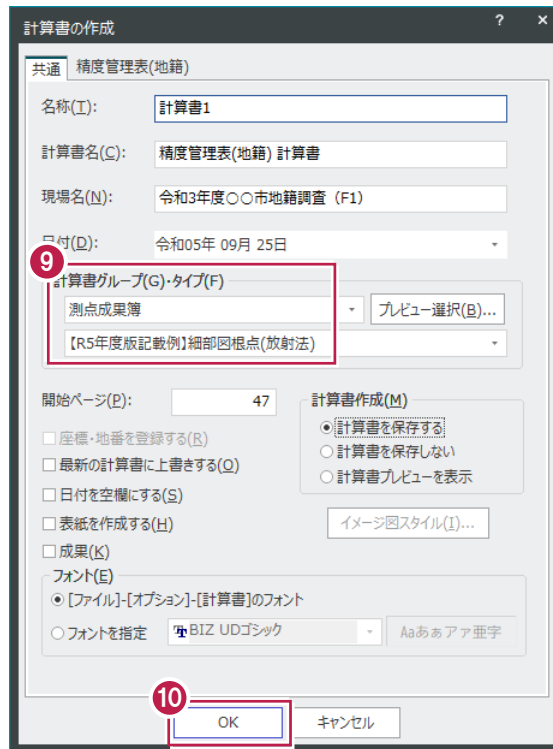 計算書の作成 ? ×
共通 精度管理表(地籍)
名称(T): 計算書1
計算書名(C): 精度管理表(地籍) 計算書
現場名(N): 令和3年度○○市地籍調査（F1）
日付(D): 令和05年 09月 25日
9
計算書グループ(G)・タイプ(F)
測点成果簿 プレビュー選択(B)...
【R5年度版記載例】細部図根点(放射法)
開始ページ(P): 47
計算書作成(M)
計算書を保存する
計算書を保存しない
計算書プレビューを表示
座標・地番を登録する(R)
最新の計算書に上書きする(O)
日付を空欄にする(S)
表紙を作成する(H)
イメージ図スタイル(I)...
成果(K)
フォント(E)
[ファイル]-[オプション]-[計算書]のフォント
フォントを指定 BIZ UDゴシック Aaあぁアァ亜字
10
OK キャンセル